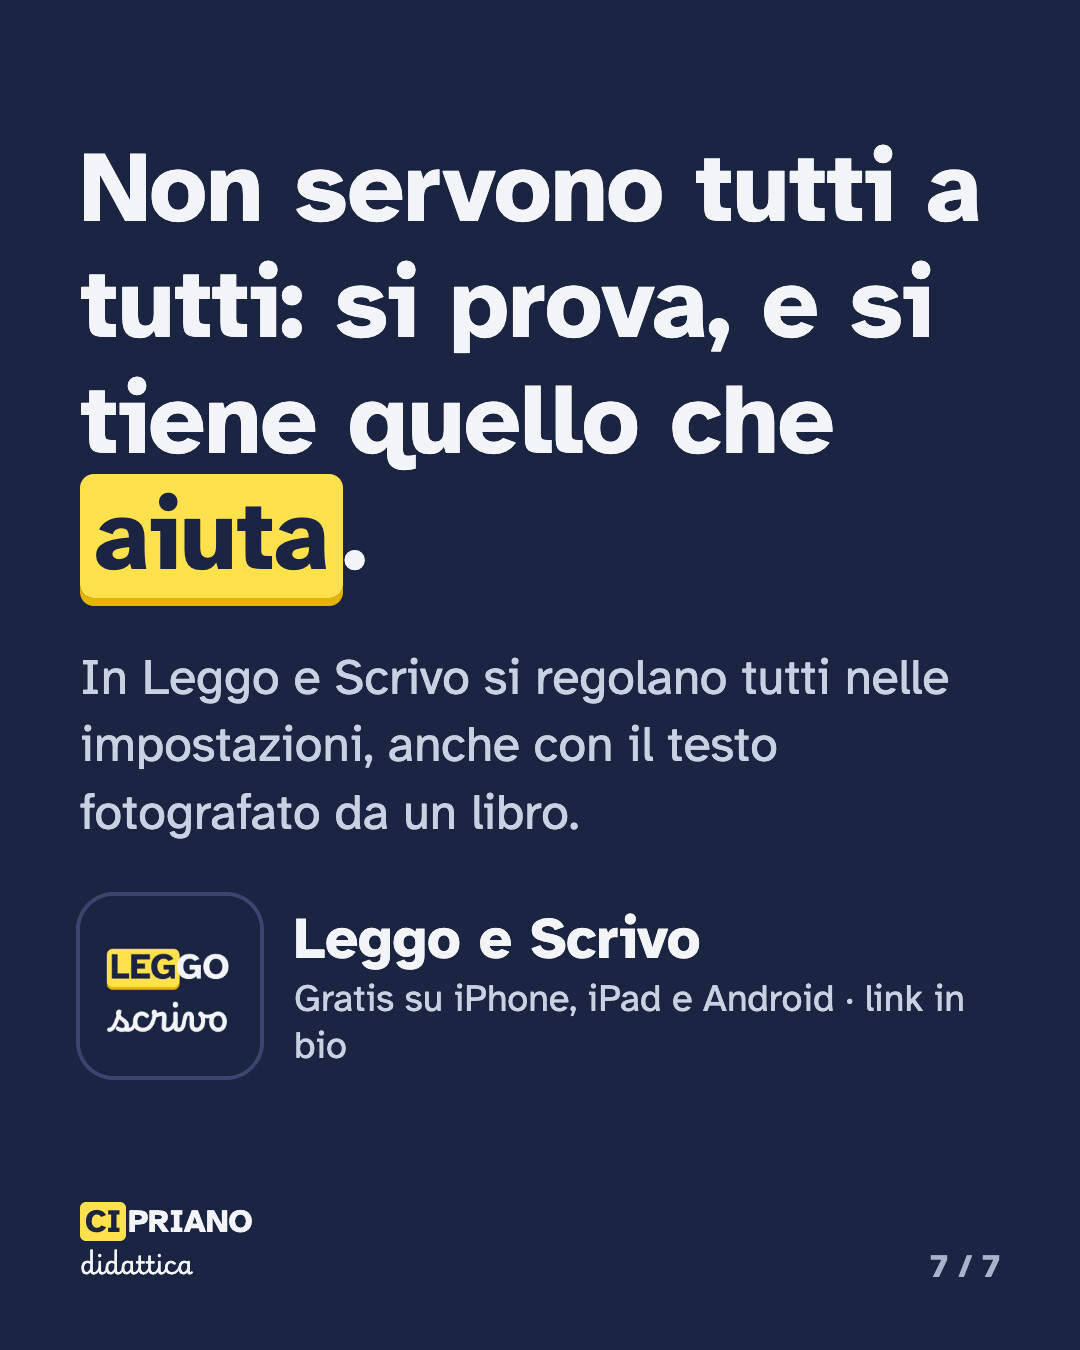 Non servono tutti a
tutti: si prova, e si
tiene quello che
aiuta.
In Leggo e Scrivo si regolano tutti nelle
impostazioni, anche con il testo
fotografato da un libro.
LEGGO
scrivo
Leggo e Scrivo
Gratis su iPhone, iPad e Android · link in
bio
CIPRIANO
didattica
7 / 7